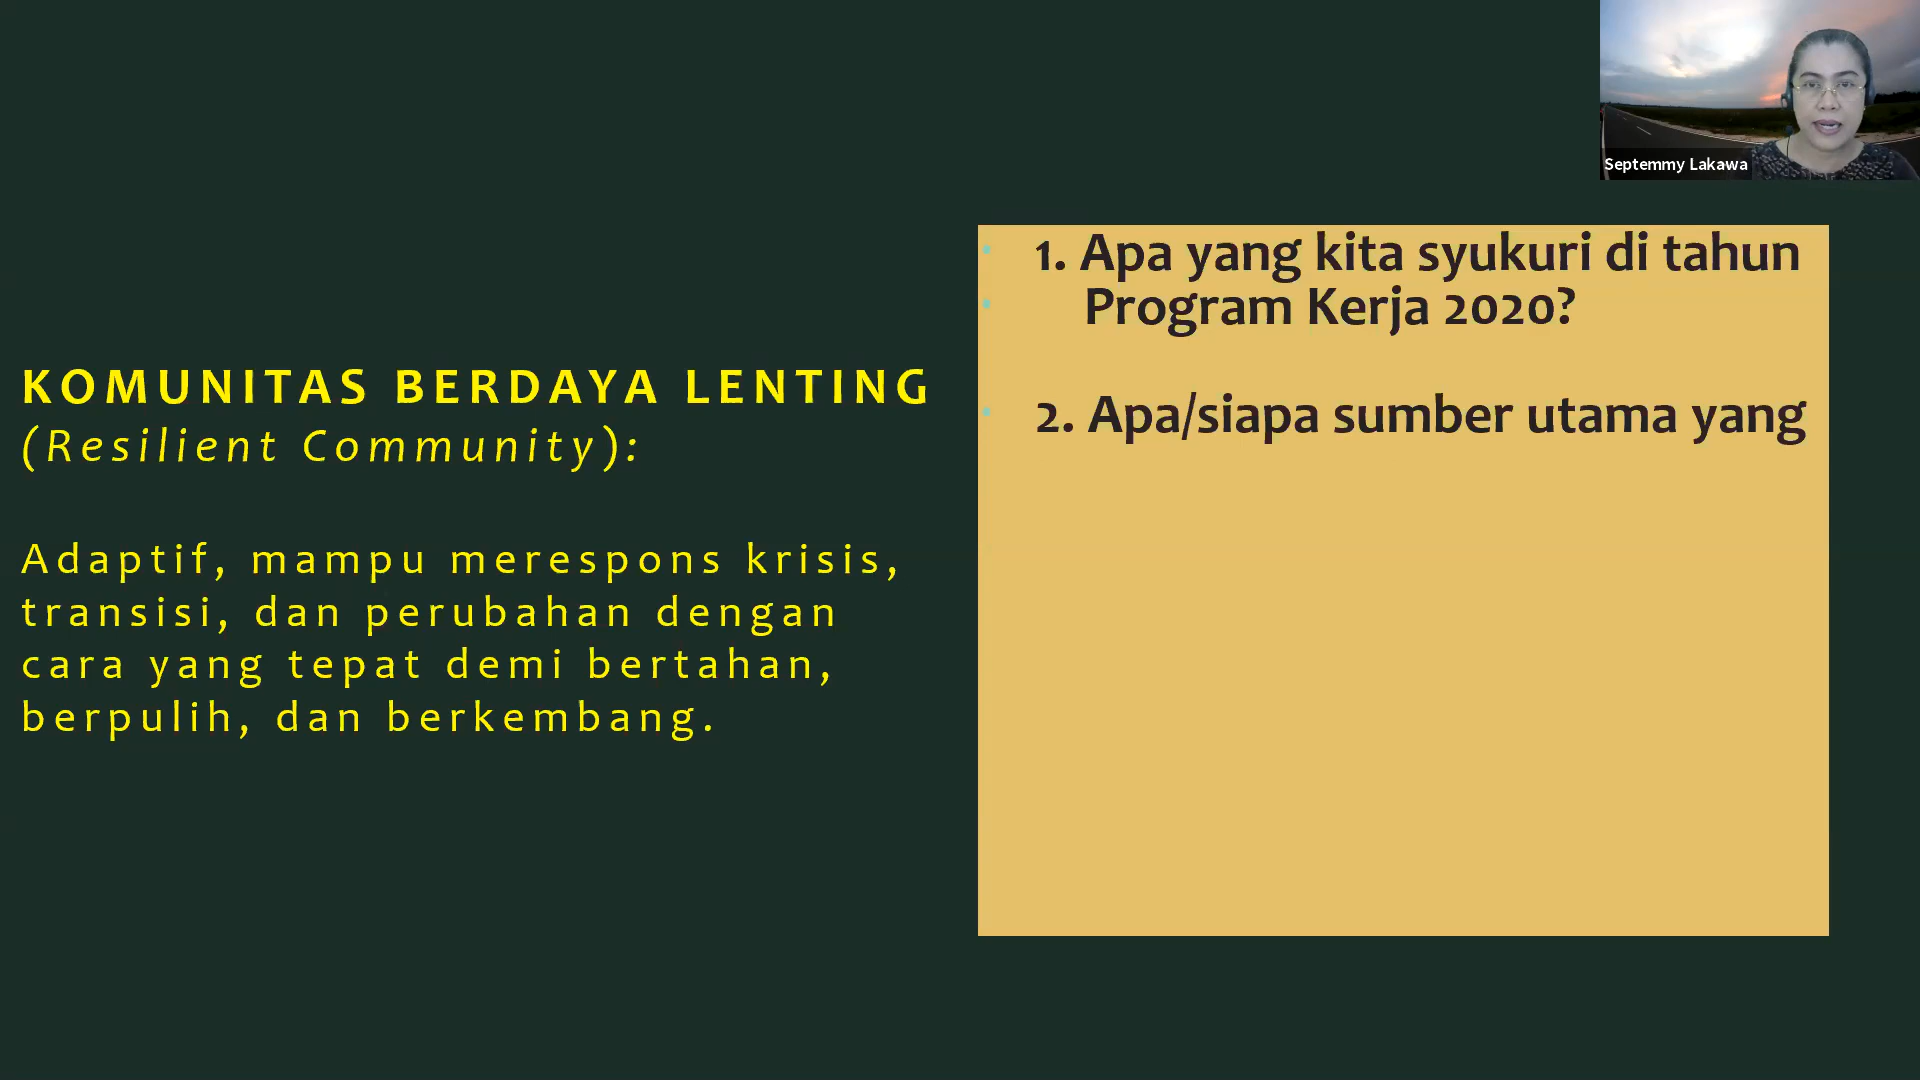 Septemmy Lakawa
KOMUNITAS BERDAYA LENTING
(Resilient Community):
Adaptif, mampu merespons krisis,
transisi, dan perubahan dengan
cara yang tepat demi bertahan,
berpulih, dan berkembang.
1. Apa yang kita syukuri di tahun
Program Kerja 2020?
2. Apa/siapa sumber utama yang